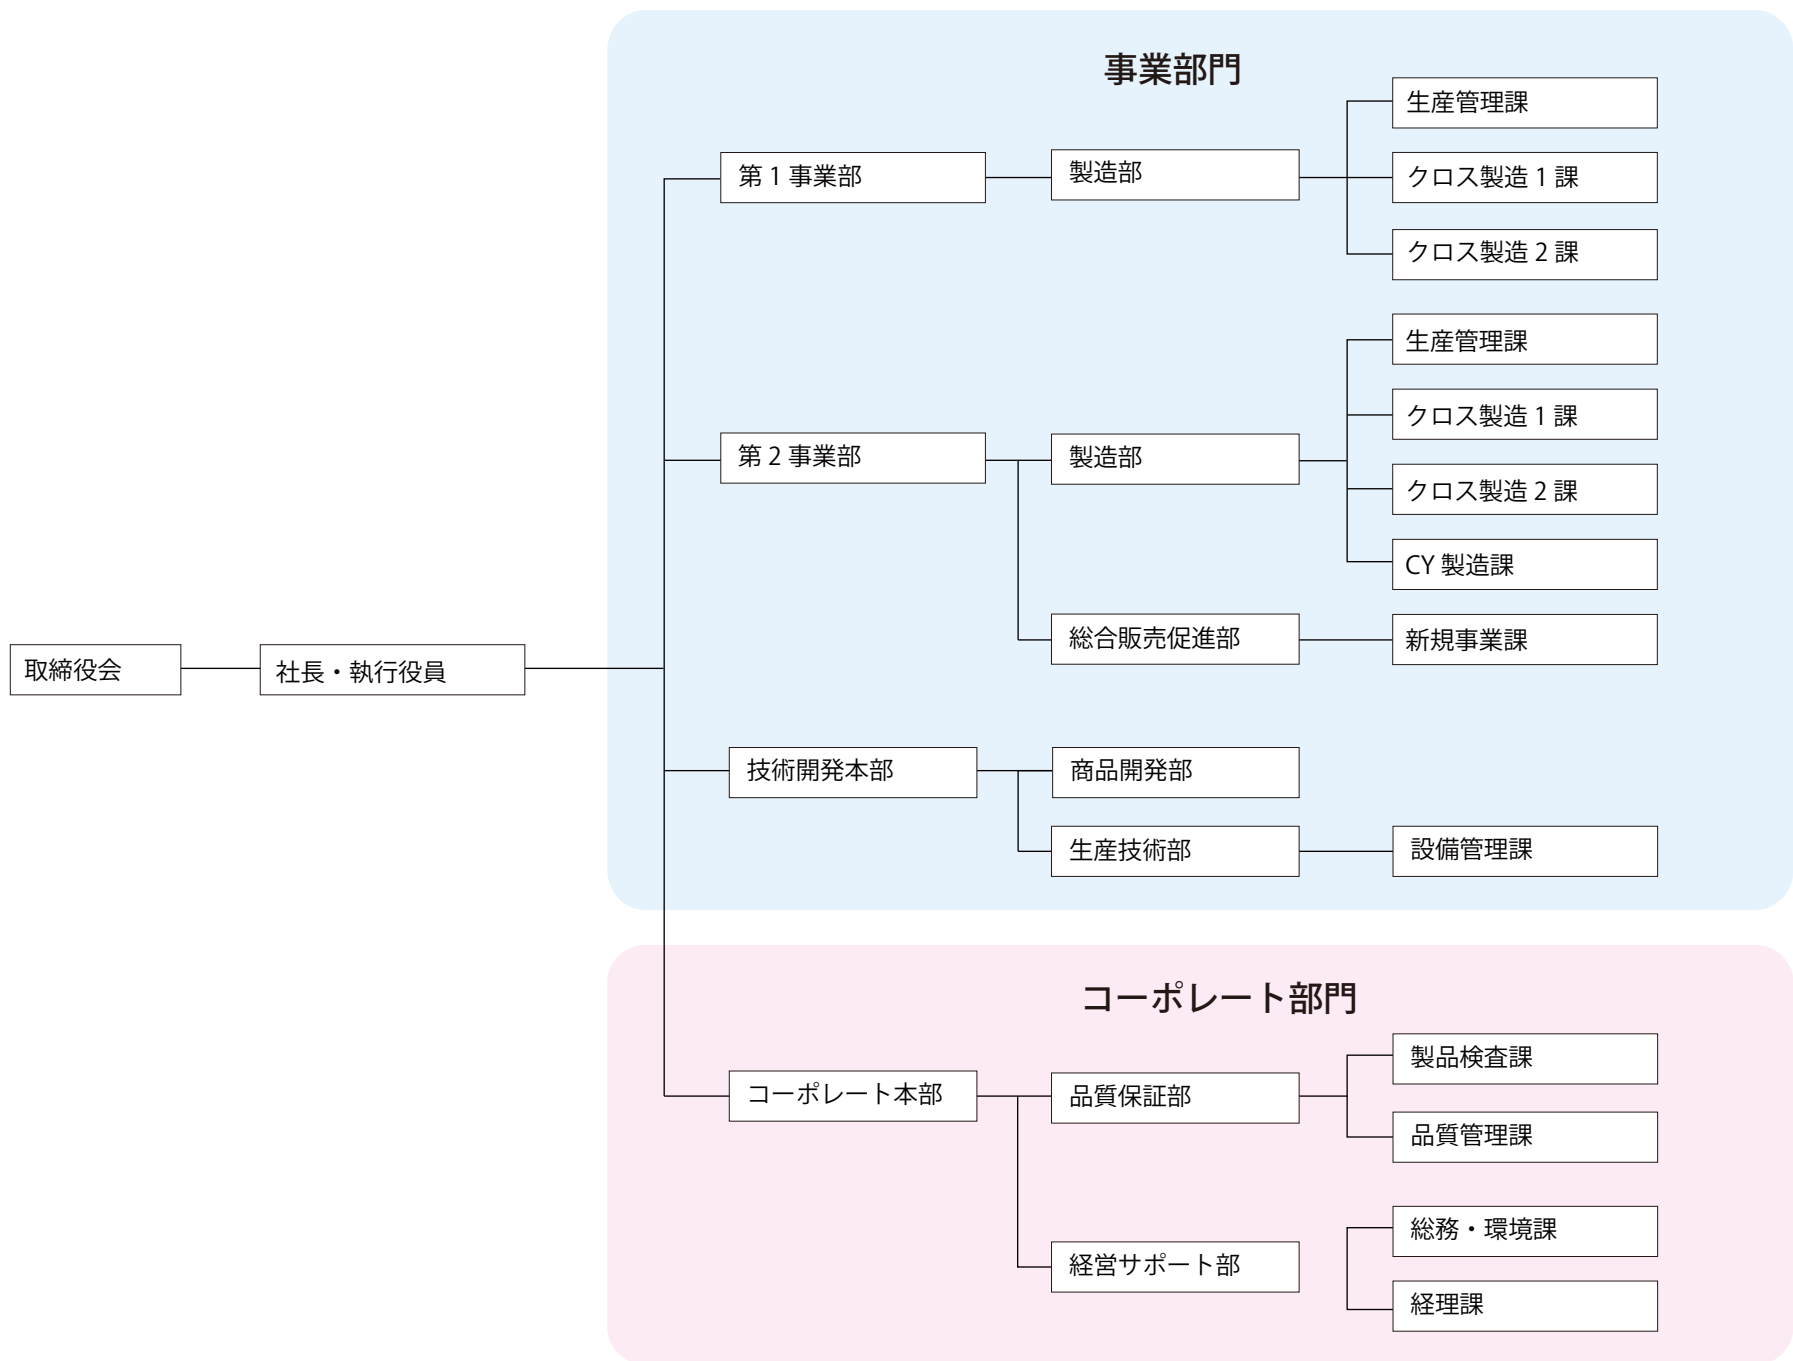 事業部門
生産管理課
第 1 事業部
製造部
クロス製造 1 課
クロス製造 2 課
生産管理課
クロス製造 1 課
第 2 事業部
製造部
クロス製造 2 課
CY 製造課
総合販売促進部
新規事業課
取締役会
社長・執行役員
技術開発本部
商品開発部
生産技術部
設備管理課
コーポレート部門
製品検査課
コーポレート本部
品質保証部
品質管理課
総務・環境課
経営サポート部
経理課